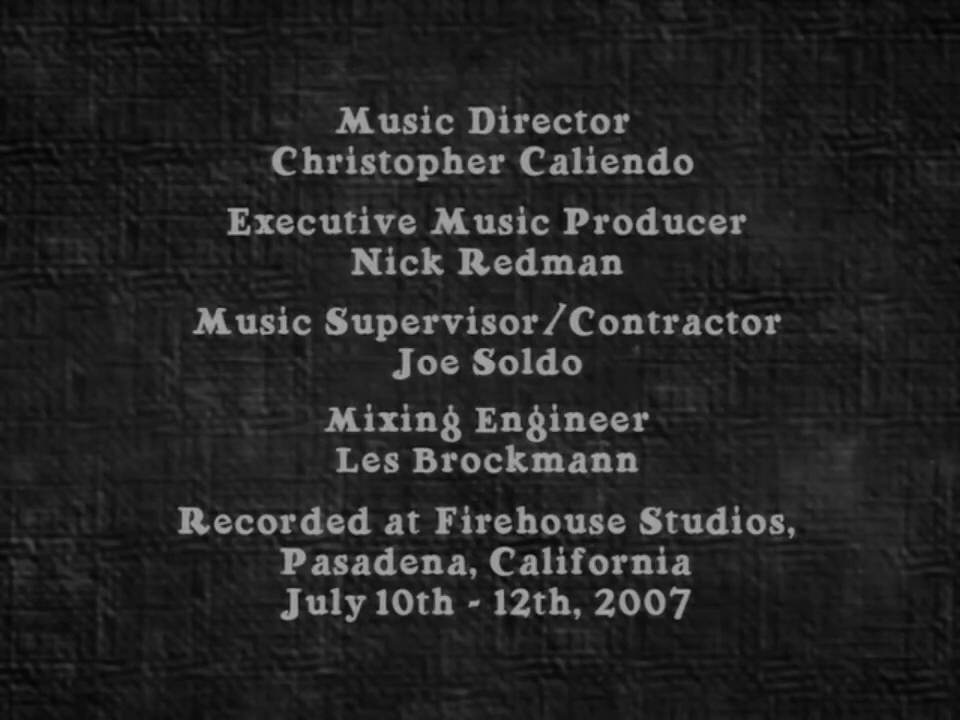 Music Director
Christopher Caliendo
Executive Music Producer
Nick Redman
Music Supervisor/Contractor
Joe Soldo
Mixing Engineer
Les Brockmann
Recorded at Firehouse Studios,
Pasadena, California
July 10th - 12th, 2007